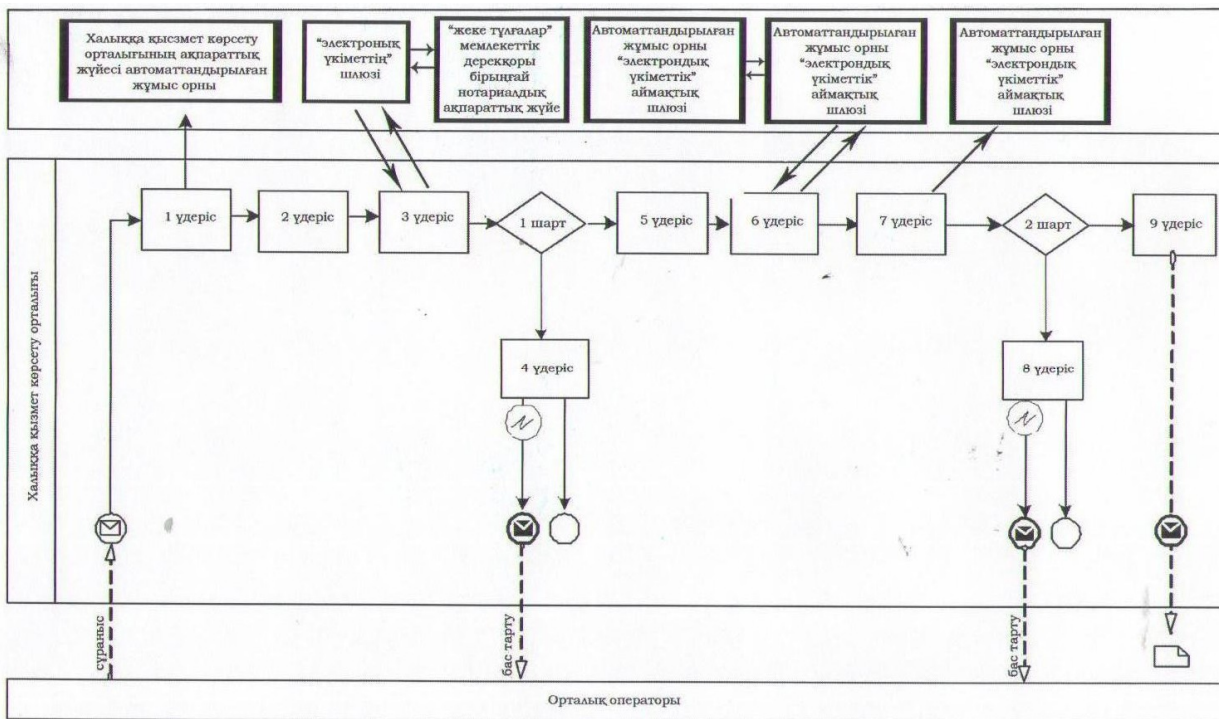 Халыққа қысзмет көрсету
орталығының ақпараттық
жүйесі автоматтандырылған
жұмыс орны
“электроның
үкіметтің”
шлюзі
“жеке тұлғалар”
мемлекеттік
дереққоры
бірыңғай
нотариалдық
ақпараттық жүйе
Автоматтандырылған
жұмыс орны
“электрондық
үкіметтік”
аймақтық
шлюзі
Автоматтандырылған
жұмыс орны
“электрондық
үкіметтік”
аймақтық
шлюзі
Автоматтандырылған
жұмыс орны
“электрондық
үкіметтік”
аймақтық
шлюзі
Халыққа қызмет көрсету орталығы
1 үдеріс
2 үдеріс
3 үдеріс
1 шарт
5 үдеріс
6 үдеріс
7 үдеріс
2 шарт
9 үдеріс
4 үдеріс
8 үдеріс
сұраныс
бас тарту
бас тарту
Орталық операторы